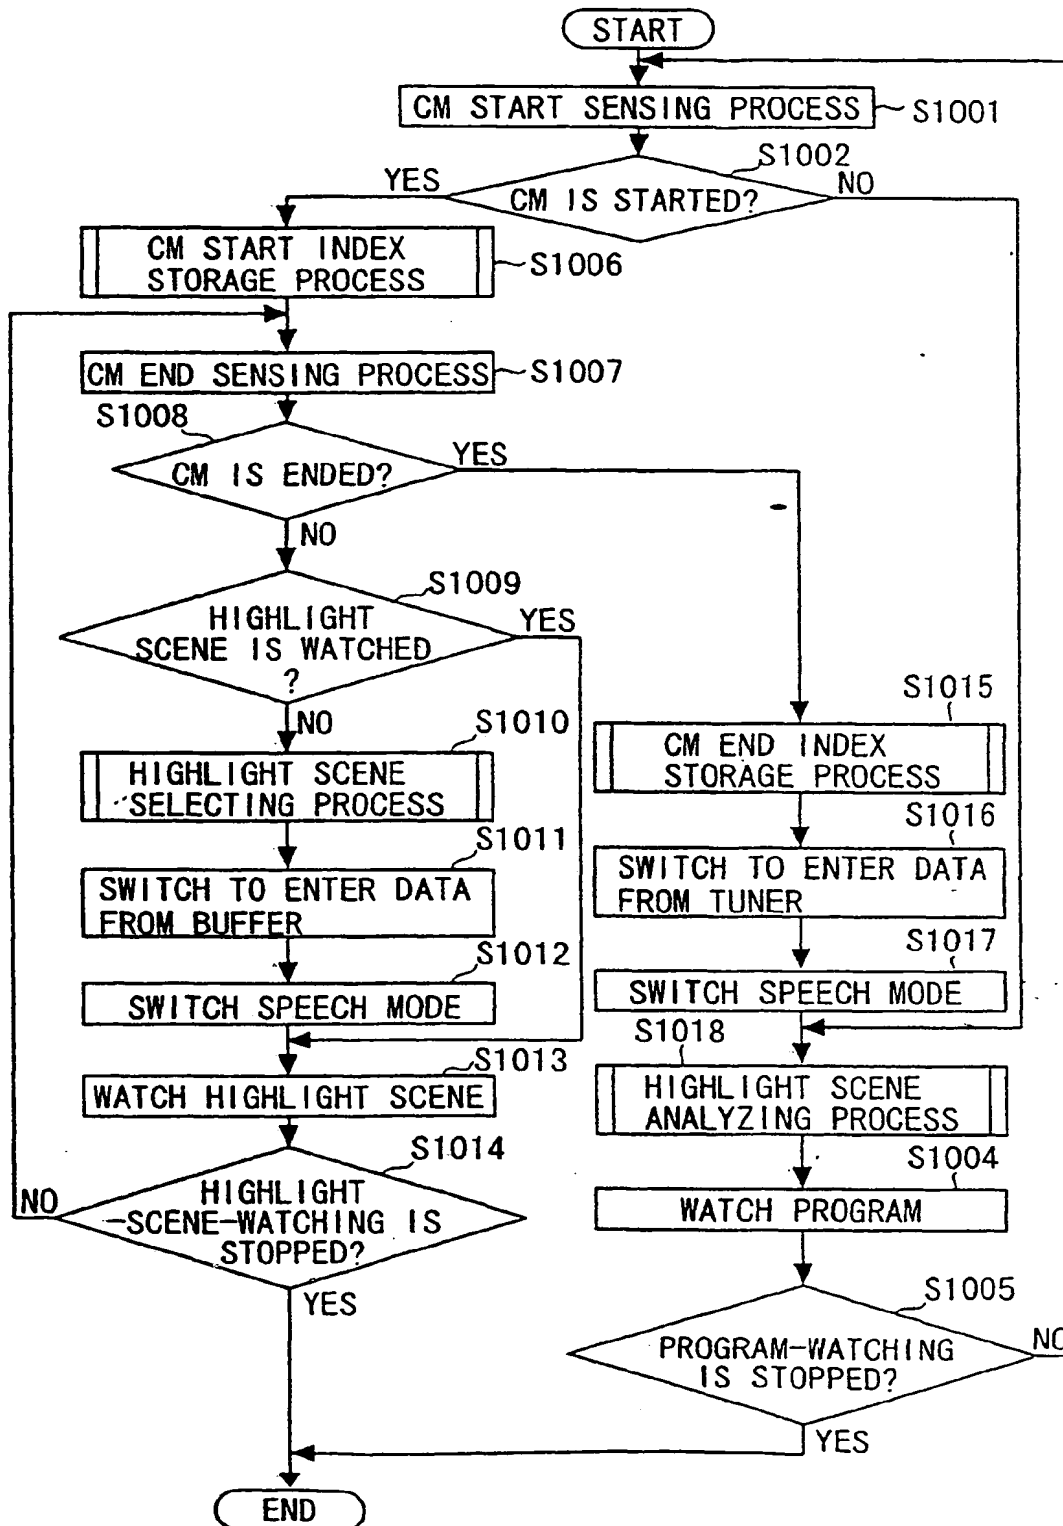 START
CM START SENSING PROCESS
S1001
S1002
YES
CM IS STARTED?
NO
CM START INDEX
STORAGE PROCESS
S1006
CM END SENSING PROCESS
S1007
S1008
CM IS ENDED?
YES
NO
S1009
HIGHLIGHT
SCENE IS WATCHED
?
YES
NO
S1010
HIGHLIGHT SCENE
SELECTING PROCESS
S1011
SWITCH TO ENTER DATA
FROM BUFFER
S1012
SWITCH SPEECH MODE
S1013
WATCH HIGHLIGHT SCENE
S1014
NO
HIGHLIGHT
-SCENE-WATCHING IS
STOPPED?
YES
S1015
CM END INDEX
STORAGE PROCESS
S1016
SWITCH TO ENTER DATA
FROM TUNER
S1017
SWITCH SPEECH MODE
S1018
HIGHLIGHT SCENE
ANALYZING PROCESS
S1004
WATCH PROGRAM
S1005
PROGRAM-WATCHING
IS STOPPED?
NO
YES
END